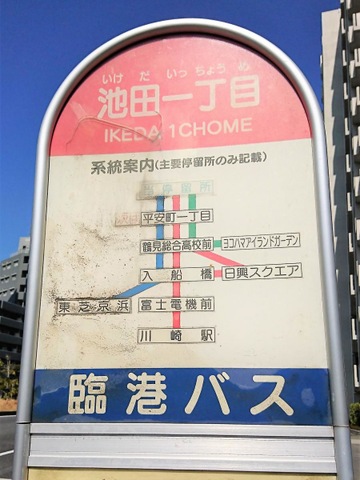 いけ だ いっ ちょう め
池田一丁目
IKEDA 1CHOME
系統案内(主要停留所のみ記載)
停留所
平安町一丁目
鶴見総合高校前 ヨコハマアイランドガーデン
入船橋 日興スクエア
東芝京浜 富士電機前
川崎駅
臨港バス